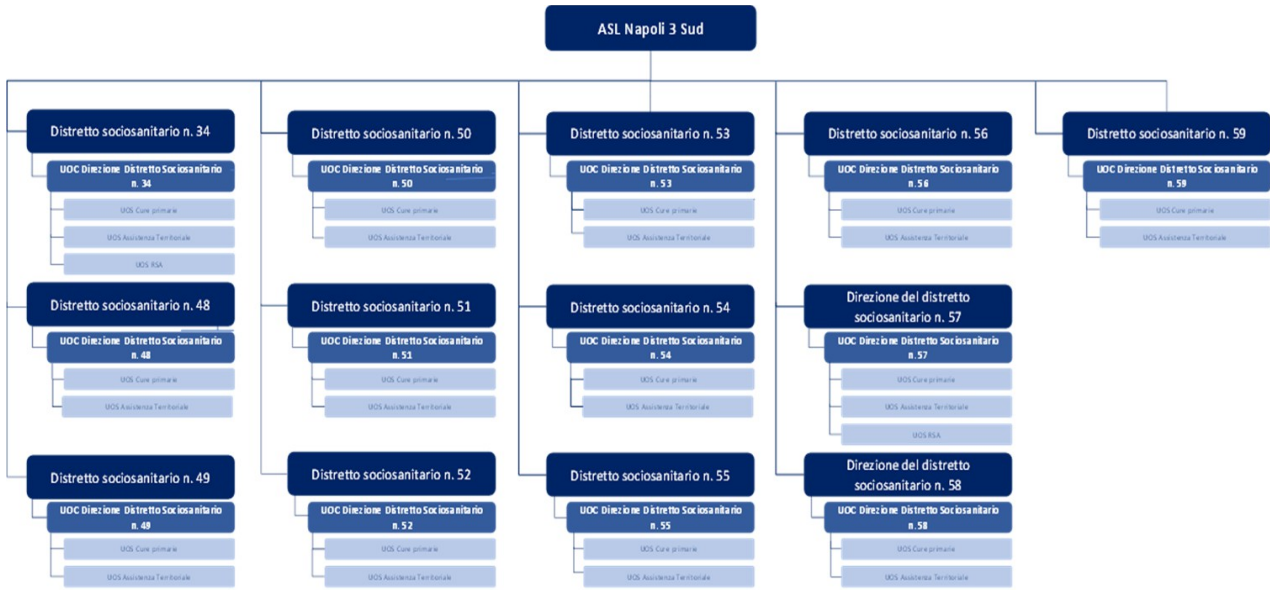 ASL Napoli 3 Sud
Distretto sociosanitario n. 34
UOC Direzione Distretto Sociosanitario
n. 34
UOS Cure primarie
UOS Assistenza Territoriale
UOS RSA
Distretto sociosanitario n. 48
UOC Direzione Distretto Sociosanitario
n. 48
UOS Cure primarie
UOS Assistenza Territoriale
Distretto sociosanitario n. 49
UOC Direzione Distretto Sociosanitario
n. 49
UOS Cure primarie
UOS Assistenza Territoriale
Distretto sociosanitario n. 50
UOC Direzione Distretto Sociosanitario
n. 50
UOS Cure primarie
UOS Assistenza Territoriale
Distretto sociosanitario n. 51
UOC Direzione Distretto Sociosanitario
n. 51
UOS Cure primarie
UOS Assistenza Territoriale
Distretto sociosanitario n. 52
UOC Direzione Distretto Sociosanitario
n. 52
UOS Cure primarie
UOS Assistenza Territoriale
Distretto sociosanitario n. 53
UOC Direzione Distretto Sociosanitario
n. 53
UOS Cure primarie
UOS Assistenza Territoriale
Distretto sociosanitario n. 54
UOC Direzione Distretto Sociosanitario
n. 54
UOS Cure primarie
UOS Assistenza Territoriale
Distretto sociosanitario n. 55
UOC Direzione Distretto Sociosanitario
n. 55
UOS Cure primarie
UOS Assistenza Territoriale
Distretto sociosanitario n. 56
UOC Direzione Distretto Sociosanitario
n. 56
UOS Cure primarie
UOS Assistenza Territoriale
Direzione del distretto
sociosanitario n. 57
UOC Direzione Distretto Sociosanitario
n. 57
UOS Cure primarie
UOS Assistenza Territoriale
UOS RSA
Direzione del distretto
sociosanitario n. 58
UOC Direzione Distretto Sociosanitario
n. 58
UOS Cure primarie
UOS Assistenza Territoriale
Distretto sociosanitario n. 59
UOC Direzione Distretto Sociosanitario
n. 59
UOS Cure primarie
UOS Assistenza Territoriale